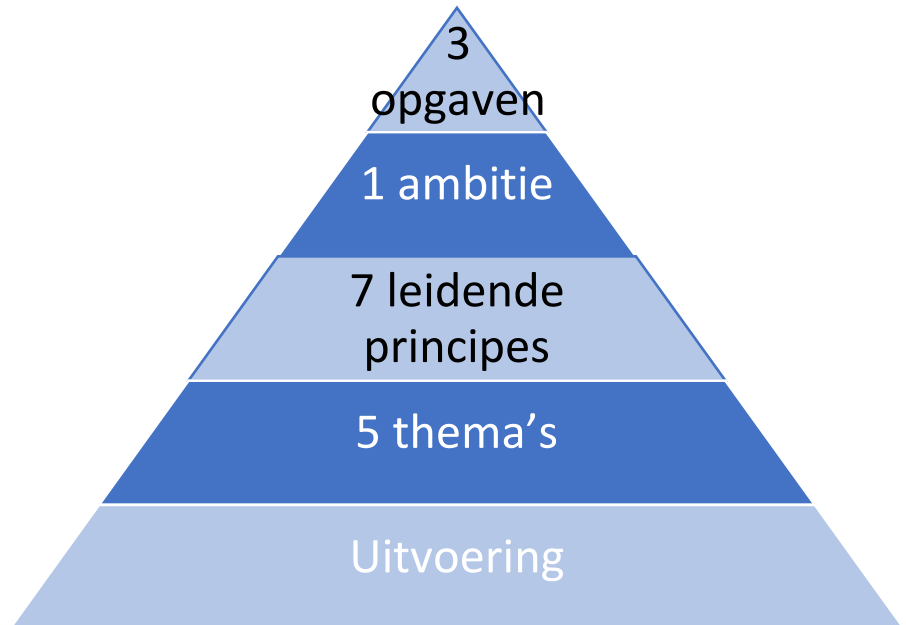 3
opgaven
1 ambitie
7 leidende
principes
5 thema’s
Uitvoering